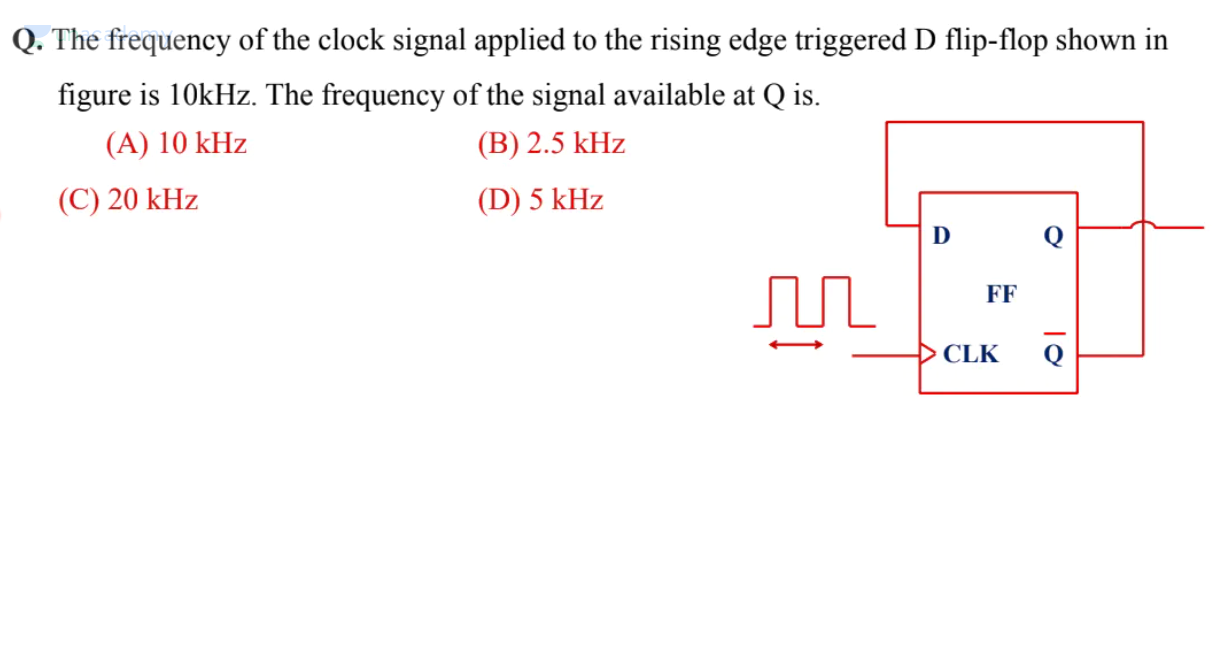 Q. The frequency of the clock signal applied to the rising edge triggered D flip-flop shown in
figure is 10kHz. The frequency of the signal available at Q is.
(A) 10 kHz (B) 2.5 kHz
(C) 20 kHz (D) 5 kHz
D Q
FF
CLK Q̅